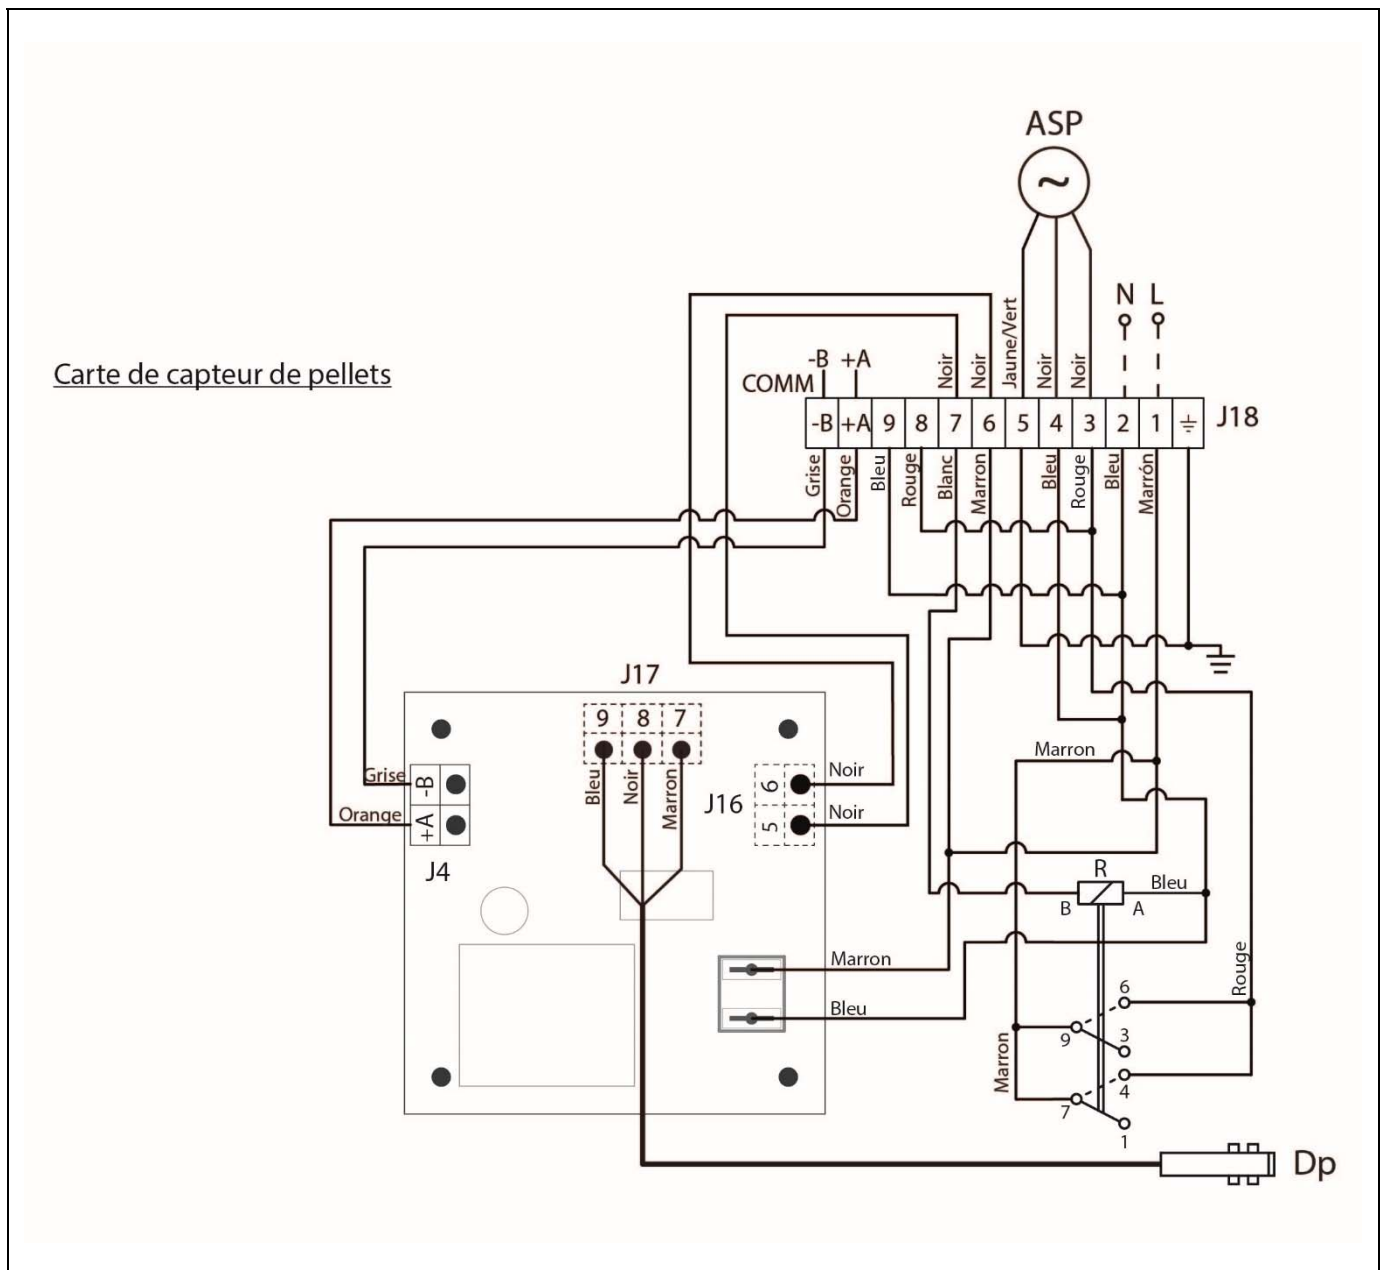 ASP
~
N L
Jaune/Vert
Noir
Noir
Noir
Noir
-B +A
COMM
Carte de capteur de pellets
-B +A 9 8 7 6 5 4 3 2 1
J18
Grise
Orange
Bleu
Rouge
Blanc
Marron
Bleu
Rouge
Bleu
Marrón
J17
9 8 7
Bleu
Noir
Marron
Marron
Grise
-B
Orange
+A
J4
6
Noir
J16
5
Noir
R
Bleu
B A
Marron
Bleu
Rouge
6
9
3
Marron
4
7
1
Dp